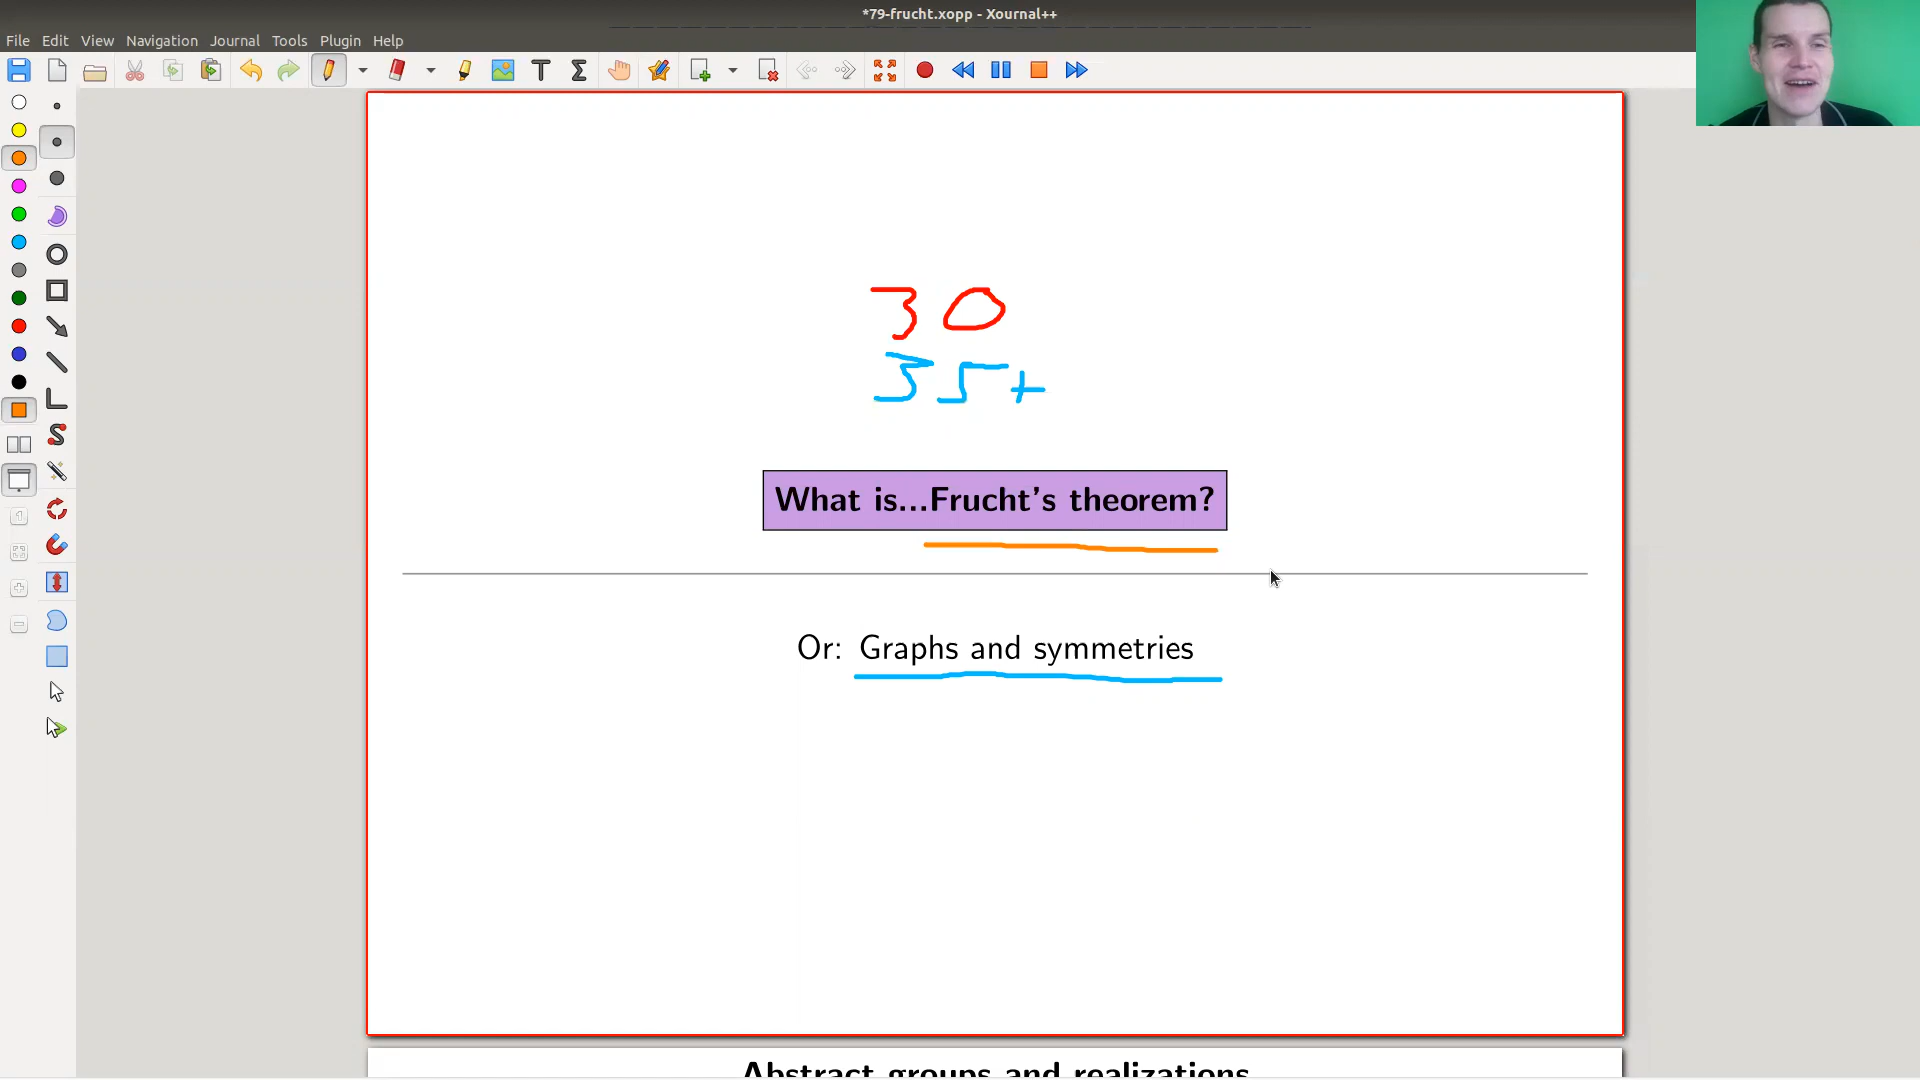 *79-frucht.xopp - Xournal++
File Edit View Navigation Journal Tools Plugin Help
30
35+
What is...Frucht's theorem?
Or: Graphs and symmetries
Abstract groups and realizations